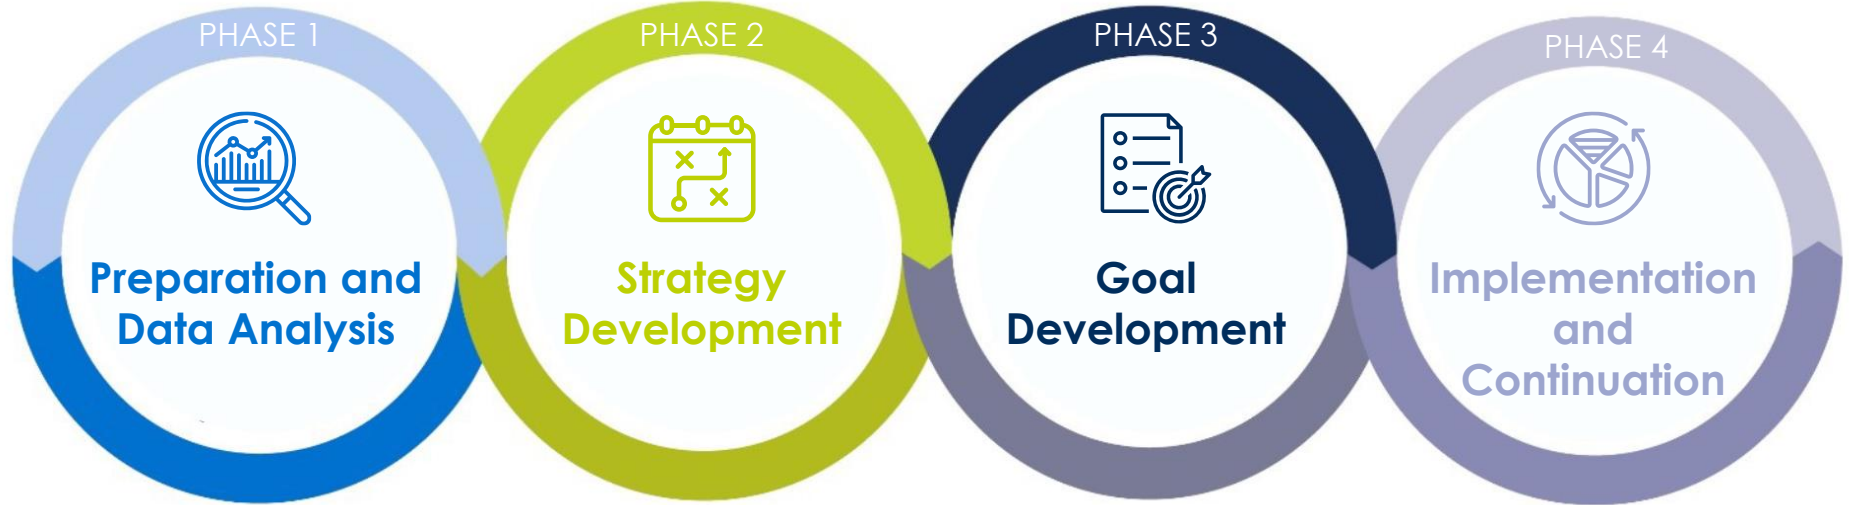 PHASE 1
Preparation and
Data Analysis
PHASE 2
Strategy
Development
PHASE 3
Goal
Development
PHASE 4
Implementation
and
Continuation